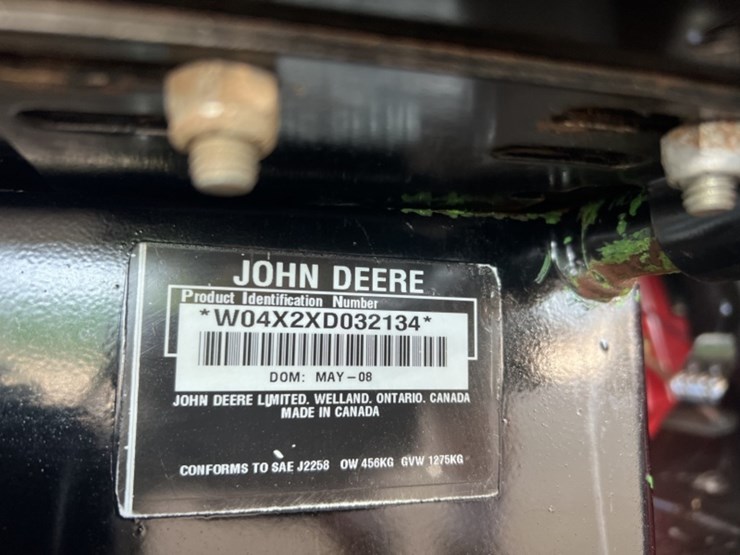 JOHN DEERE
Product Identification Number
*W04X2XD032134*
DOM: MAY-08
JOHN DEERE LIMITED. WELLAND. ONTARIO. CANADA
MADE IN CANADA
CONFORMS TO SAE J2258 OW 456KG GVW 1275KG